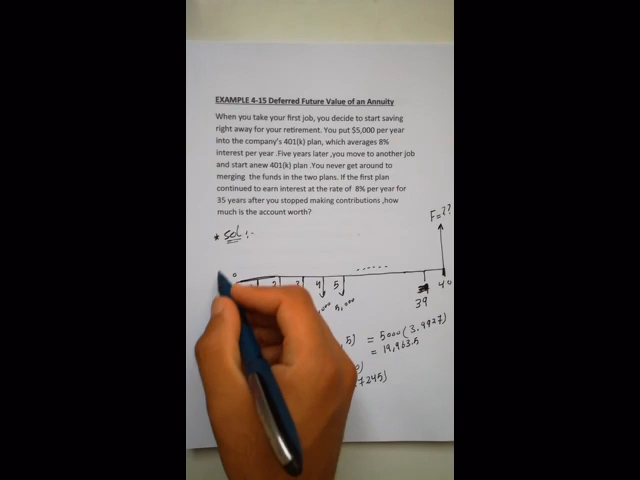 EXAMPLE 4-15 Deferred Future Value of an Annuity
When you take your first job, you decide to start saving
right away for your retirement. You put $5,000 per year
into the company's 401(k) plan, which averages 8%
interest per year .Five years later ,you move to another job
and start anew 401(k) plan .You never get around to
merging the funds in the two plans. If the first plan
continued to earn interest at the rate of 8% per year for
35 years after you stopped making contributions ,how
much is the account worth?
F=??
* Sol :-
0 2 3 4 5 ...... 39 40
5,000
,5) = 5000(3.9927)
= 19,963.5
0)
7245)